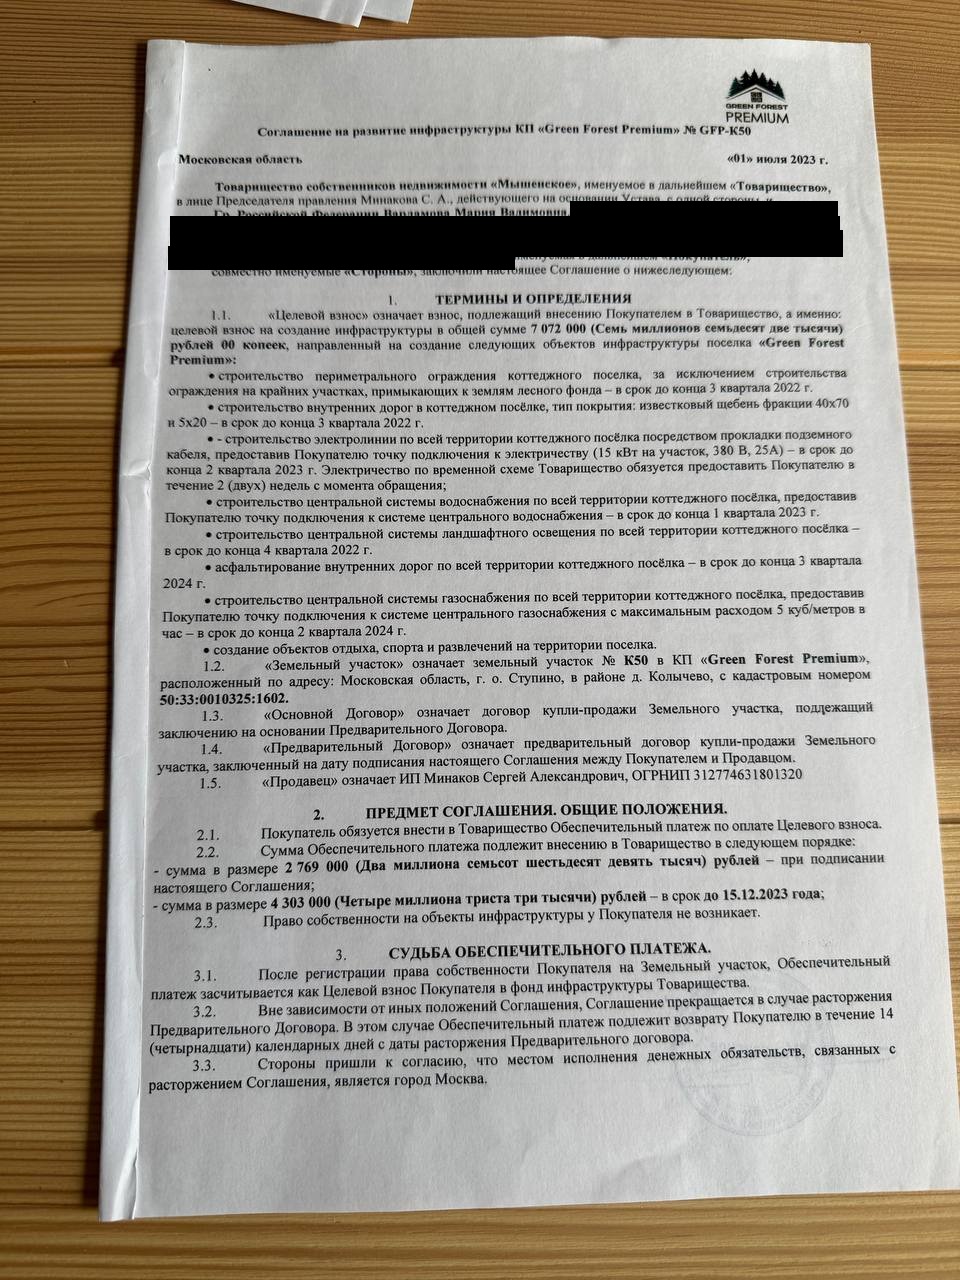 GREEN FOREST
PREMIUM
Соглашение на развитие инфраструктуры КП «Green Forest Premium» № GFP-К50
Московская область
«01» июля 2023 г.
Товарищество собственников недвижимости «Мышенское», именуемое в дальнейшем «Товарищество»,
в лице Председателя правления Минакова С. А., действующего на основании Устава, с одной стороны, и
Гр. Российской Федерации Варламова Мария Вадимовна,
именуемая в дальнейшем «Покупатель»,
совместно именуемые «Стороны», заключили настоящее Соглашение о нижеследующем:
1. ТЕРМИНЫ И ОПРЕДЕЛЕНИЯ
1.1. «Целевой взнос» означает взнос, подлежащий внесению Покупателем в Товарищество, а именно:
целевой взнос на создание инфраструктуры в общей сумме 7 072 000 (Семь миллионов семьдесят две тысячи)
рублей 00 копеек, направленный на создание следующих объектов инфраструктуры поселка «Green Forest
Premium»:
• строительство периметрального ограждения коттеджного поселка, за исключением строительства
ограждения на крайних участках, примыкающих к землям лесного фонда – в срок до конца 3 квартала 2022 г.
• строительство внутренних дорог в коттеджном посёлке, тип покрытия: известковый щебень фракции 40х70
и 5х20 – в срок до конца 3 квартала 2022 г.
• - строительство электролинии по всей территории коттеджного посёлка посредством прокладки подземного
кабеля, предоставив Покупателю точку подключения к электричеству (15 кВт на участок, 380 В, 25А) – в срок до
конца 2 квартала 2023 г. Электричество по временной схеме Товарищество обязуется предоставить Покупателю в
течение 2 (двух) недель с момента обращения;
• строительство центральной системы водоснабжения по всей территории коттеджного посёлка, предоставив
Покупателю точку подключения к системе центрального водоснабжения – в срок до конца 1 квартала 2023 г.
• строительство центральной системы ландшафтного освещения по всей территории коттеджного посёлка –
в срок до конца 4 квартала 2022 г.
• асфальтирование внутренних дорог по всей территории коттеджного посёлка – в срок до конца 3 квартала
2024 г.
• строительство центральной системы газоснабжения по всей территории коттеджного посёлка, предоставив
Покупателю точку подключения к системе центрального газоснабжения с максимальным расходом 5 куб/метров в
час – в срок до конца 2 квартала 2024 г.
• создание объектов отдыха, спорта и развлечений на территории поселка.
1.2. «Земельный участок» означает земельный участок № К50 в КП «Green Forest Premium»,
расположенный по адресу: Московская область, г. о. Ступино, в районе д. Колычево, с кадастровым номером
50:33:0010325:1602.
1.3. «Основной Договор» означает договор купли-продажи Земельного участка, подлежащий
заключению на основании Предварительного Договора.
1.4. «Предварительный Договор» означает предварительный договор купли-продажи Земельного
участка, заключенный на дату подписания настоящего Соглашения между Покупателем и Продавцом.
1.5. «Продавец» означает ИП Минаков Сергей Александрович, ОГРНИП 312774631801320
2. ПРЕДМЕТ СОГЛАШЕНИЯ. ОБЩИЕ ПОЛОЖЕНИЯ.
2.1. Покупатель обязуется внести в Товарищество Обеспечительный платеж по оплате Целевого взноса.
2.2. Сумма Обеспечительного платежа подлежит внесению в Товарищество в следующем порядке:
- сумма в размере 2 769 000 (Два миллиона семьсот шестьдесят девять тысяч) рублей – при подписании
настоящего Соглашения;
- сумма в размере 4 303 000 (Четыре миллиона триста три тысячи) рублей – в срок до 15.12.2023 года;
2.3. Право собственности на объекты инфраструктуры у Покупателя не возникает.
3. СУДЬБА ОБЕСПЕЧИТЕЛЬНОГО ПЛАТЕЖА.
3.1. После регистрации права собственности Покупателя на Земельный участок, Обеспечительный
платеж засчитывается как Целевой взнос Покупателя в фонд инфраструктуры Товарищества.
3.2. Вне зависимости от иных положений Соглашения, Соглашение прекращается в случае расторжения
Предварительного Договора. В этом случае Обеспечительный платеж подлежит возврату Покупателю в течение 14
(четырнадцати) календарных дней с даты расторжения Предварительного договора.
3.3. Стороны пришли к согласию, что местом исполнения денежных обязательств, связанных с
расторжением Соглашения, является город Москва.